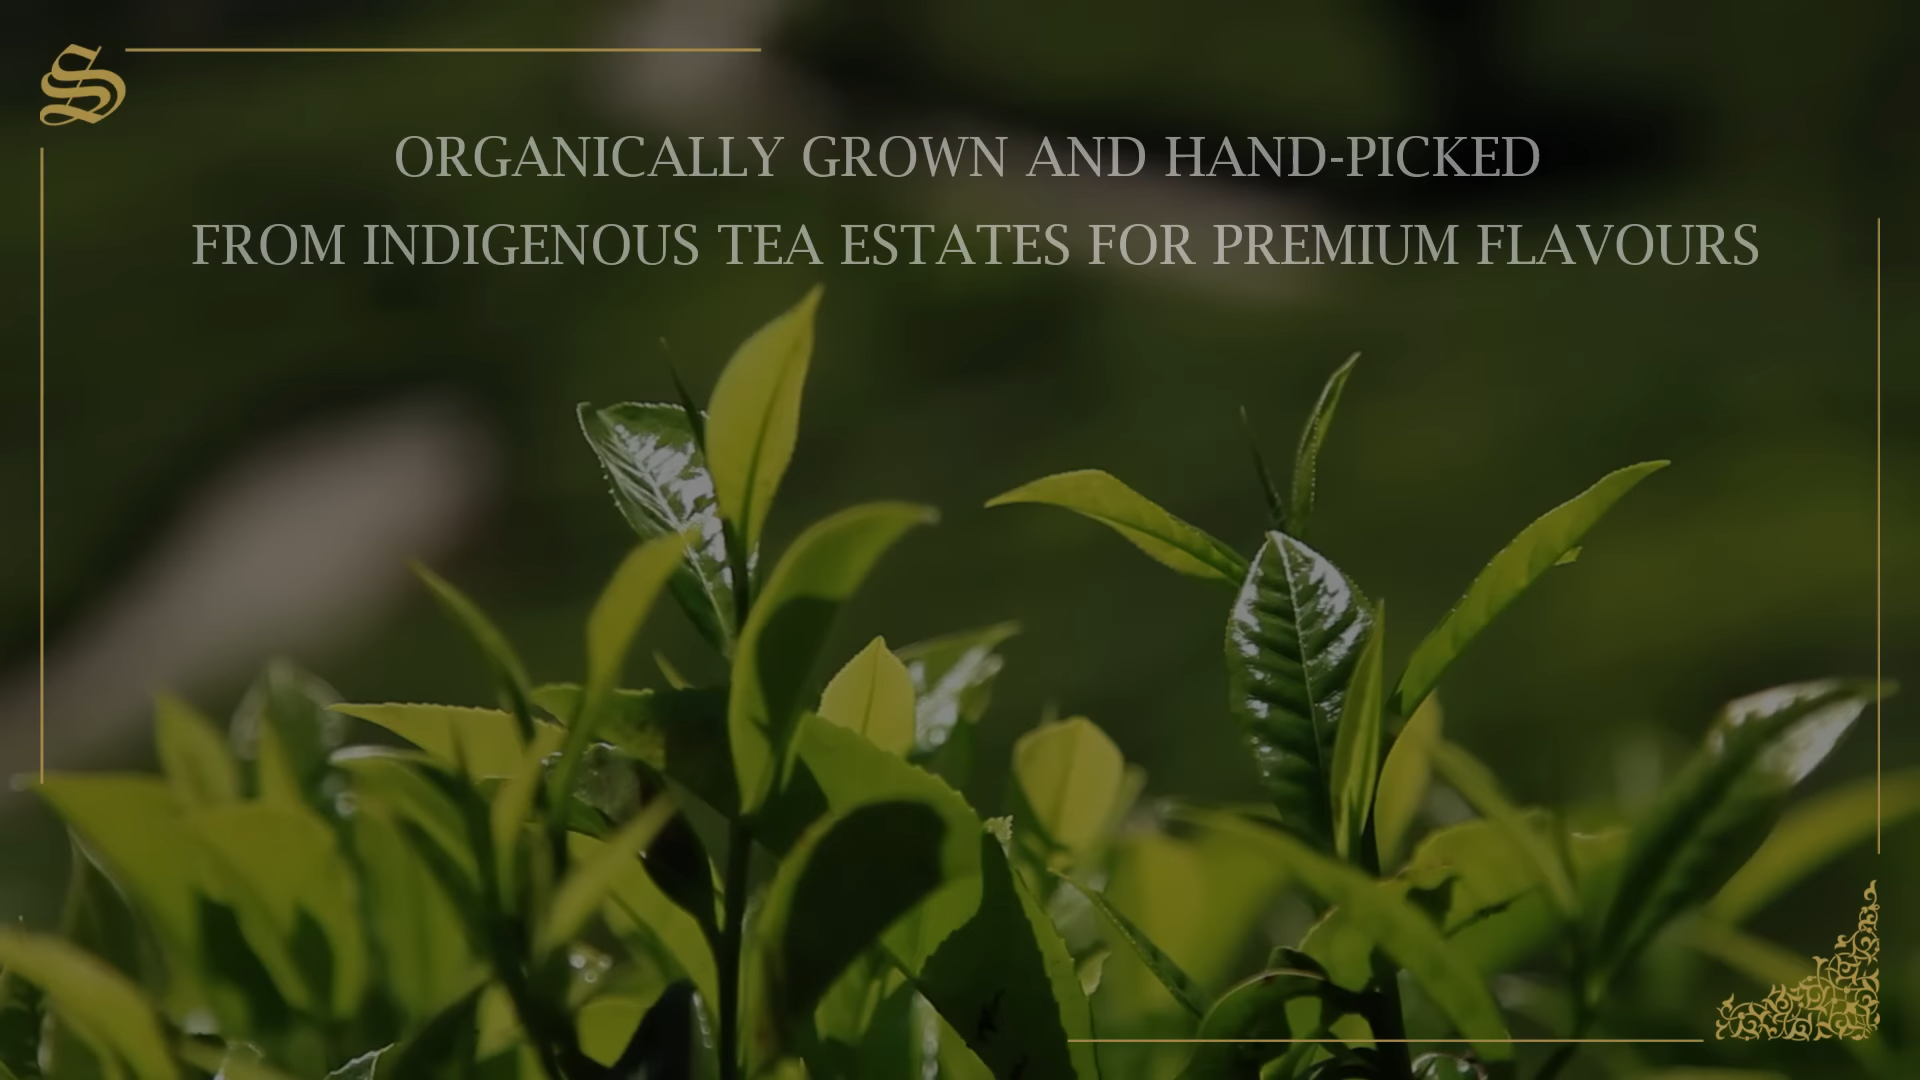 S
ORGANICALLY GROWN AND HAND-PICKED
FROM INDIGENOUS TEA ESTATES FOR PREMIUM FLAVOURS